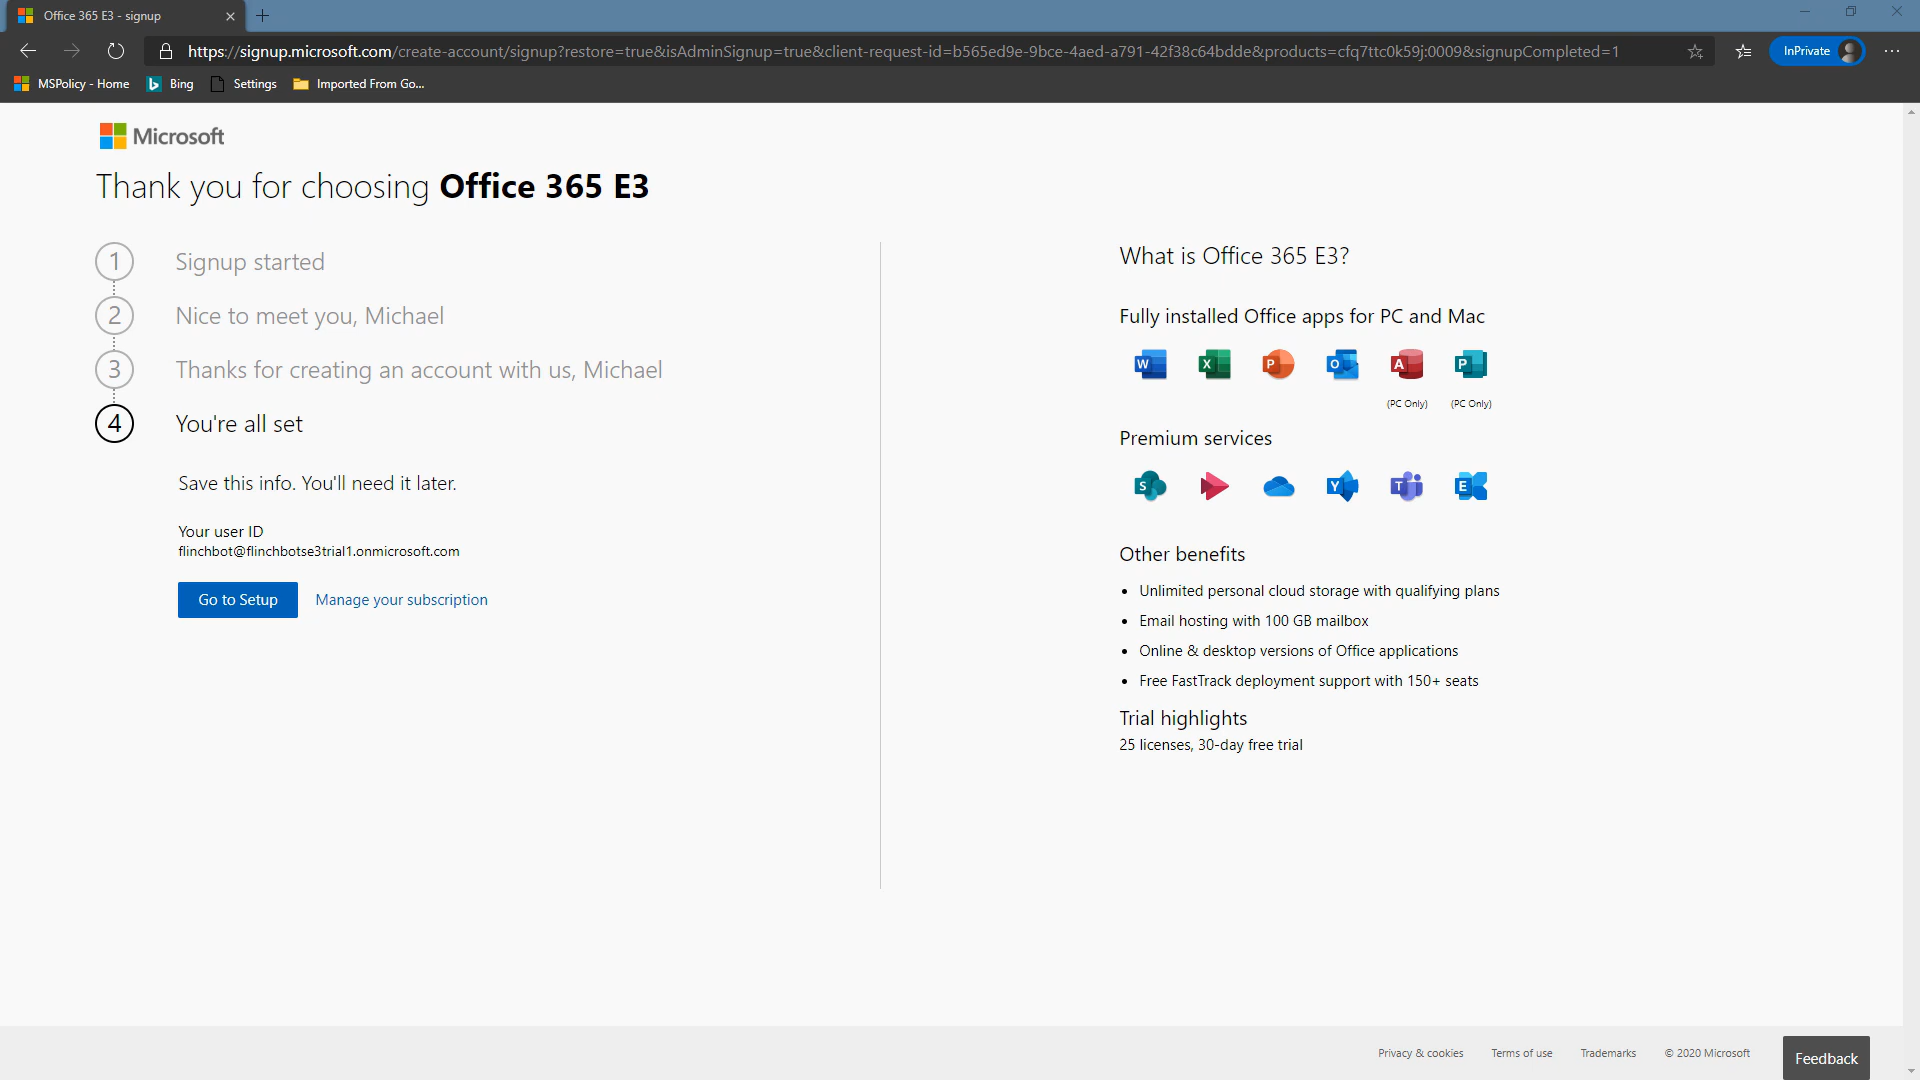 Office 365 E3 - signup
https://signup.microsoft.com/create-account/signup?restore=true&isAdminSignup=true&client-request-id=b565ed9e-9bce-4aed-a791-42f38c64bdde&products=cfq7ttc0k59j:0009&signupCompleted=1
InPrivate
MSPolicy - Home
Bing
Settings
Imported From Go...
Microsoft
Thank you for choosing Office 365 E3
1 Signup started
2 Nice to meet you, Michael
3 Thanks for creating an account with us, Michael
4 You're all set
Save this info. You'll need it later.
Your user ID
flinchbot@flinchbotse3trial1.onmicrosoft.com
Go to Setup
Manage your subscription
What is Office 365 E3?
Fully installed Office apps for PC and Mac
W X P O A P
(PC Only) (PC Only)
Premium services
S Y T E
Other benefits
• Unlimited personal cloud storage with qualifying plans
• Email hosting with 100 GB mailbox
• Online & desktop versions of Office applications
• Free FastTrack deployment support with 150+ seats
Trial highlights
25 licenses, 30-day free trial
Privacy & cookies
Terms of use
Trademarks
© 2020 Microsoft
Feedback